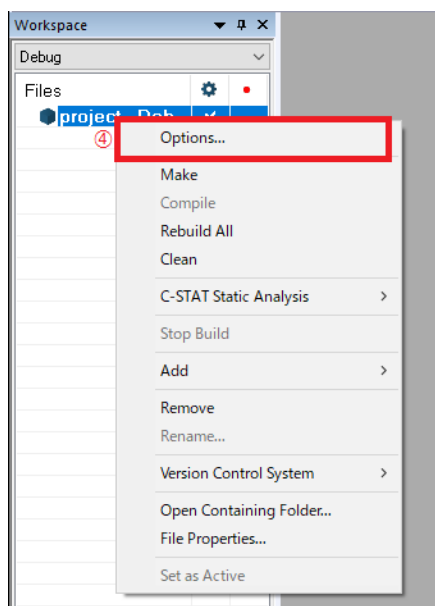 Workspace
Debug
Files
project - Deb
④
Options...
Make
Compile
Rebuild All
Clean
C-STAT Static Analysis
Stop Build
Add
Remove
Rename...
Version Control System
Open Containing Folder...
File Properties...
Set as Active